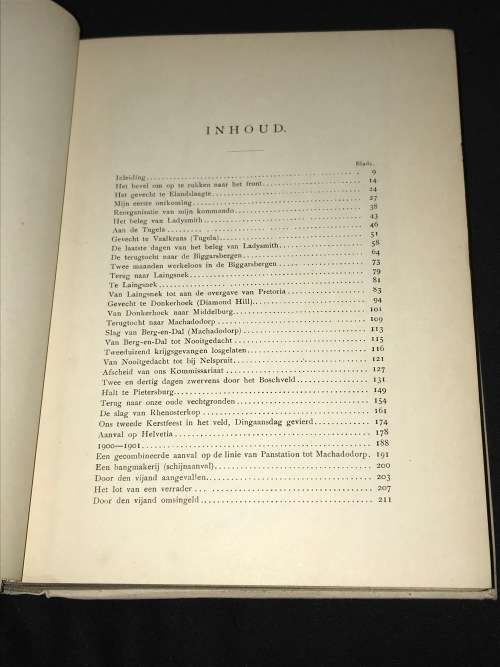 INHOUD.
Bladz.
Inleiding 9
Het bevel om op te rukken naar het front 14
Het gevecht te Elandslaagte 24
Mijn eerste ontkoming 27
Reorganisatie van mijn kommando 38
Het beleg van Ladysmith 43
Aan de Tugela 46
Gevecht te Vaalkrans (Tugela) 51
De laatste dagen van het beleg van Ladysmith 58
De terugtocht naar de Biggarsbergen 64
Twee maanden werkeloos in de Biggarsbergen 73
Terug naar Laingsnek 79
Te Laingsnek 81
Van Laingsnek tot aan de overgave van Pretoria 83
Gevecht te Donkerhoek (Diamond Hill) 94
Van Donkerhoek naar Middelburg 101
Terugtocht naar Machadodorp 109
Slag van Berg-en-Dal (Machadodorp) 113
Van Berg-en-Dal tot Nooitgedacht 115
Tweeduizend krijgsgevangen losgelaten 116
Van Nooitgedacht tot bij Nelspruit 121
Afscheid van ons Kommissariaat 127
Twee en dertig dagen zwervens door het Boschveld 131
Halt te Pietersburg 149
Terug naar onze oude vechtgronden 154
De slag van Rhenosterkop 161
Ons tweede Kerstfeest in het veld, Dingaansdag gevierd 174
Aanval op Helvetia 178
1900—1901 188
Een gecombineerde aanval op de linie van Panstation tot Machadodorp 191
Een bangmakerij (schijnaanval) 200
Door den vijand aangevallen 203
Het lot van een verrader 207
Door den vijand omsingeld 211